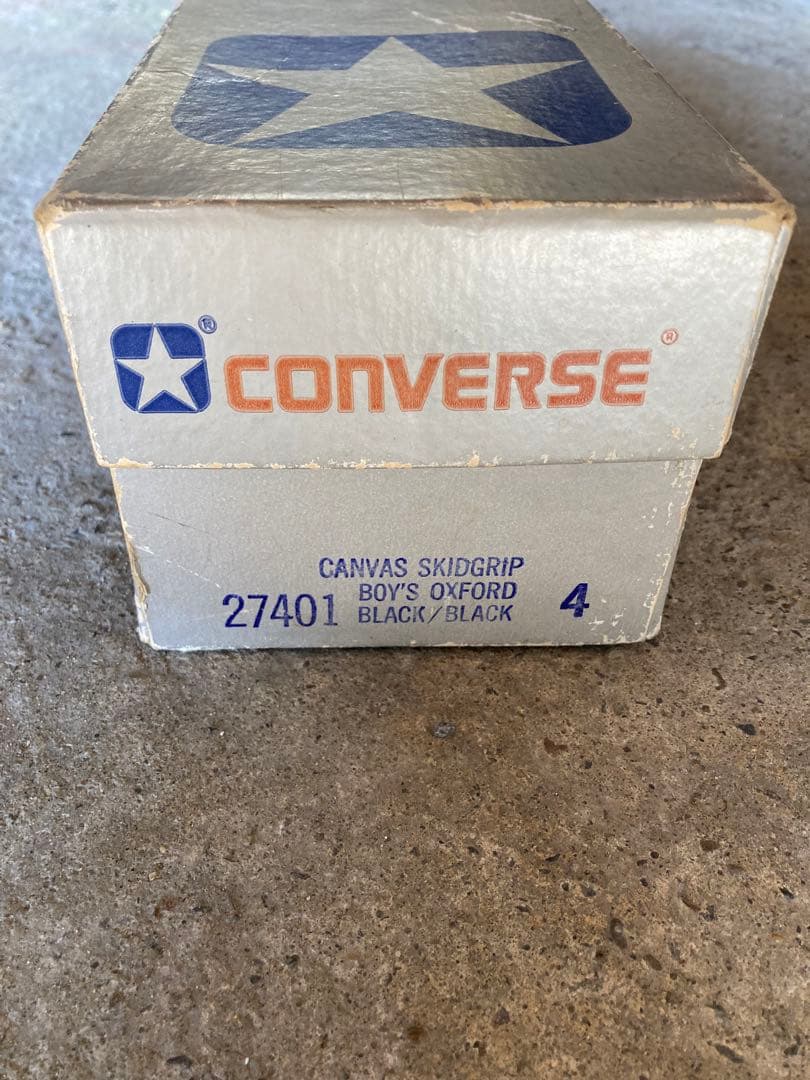 ® CONVERSE ®
CANVAS SKIDGRIP
BOY'S OXFORD
27401 BLACK/BLACK 4